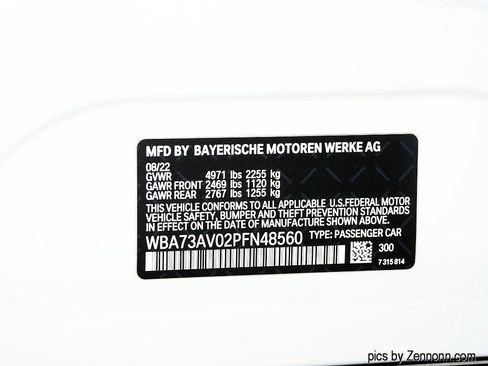 MFD BY BAYERISCHE MOTOREN WERKE AG
08/22
GVWR 4971 lbs 2255 kg
GAWR FRONT 2469 lbs 1120 kg
GAWR REAR 2767 lbs 1255 kg
THIS VEHICLE CONFORMS TO ALL APPLICABLE U.S.FEDERAL MOTOR
VEHICLE SAFETY, BUMPER AND THEFT PREVENTION STANDARDS
IN EFFECT ON THE DATE OF MANUFACTURE SHOWN ABOVE.
WBA73AV02PFN48560 TYPE: PASSENGER CAR
300
7 315 814
pics by Zennonn.com